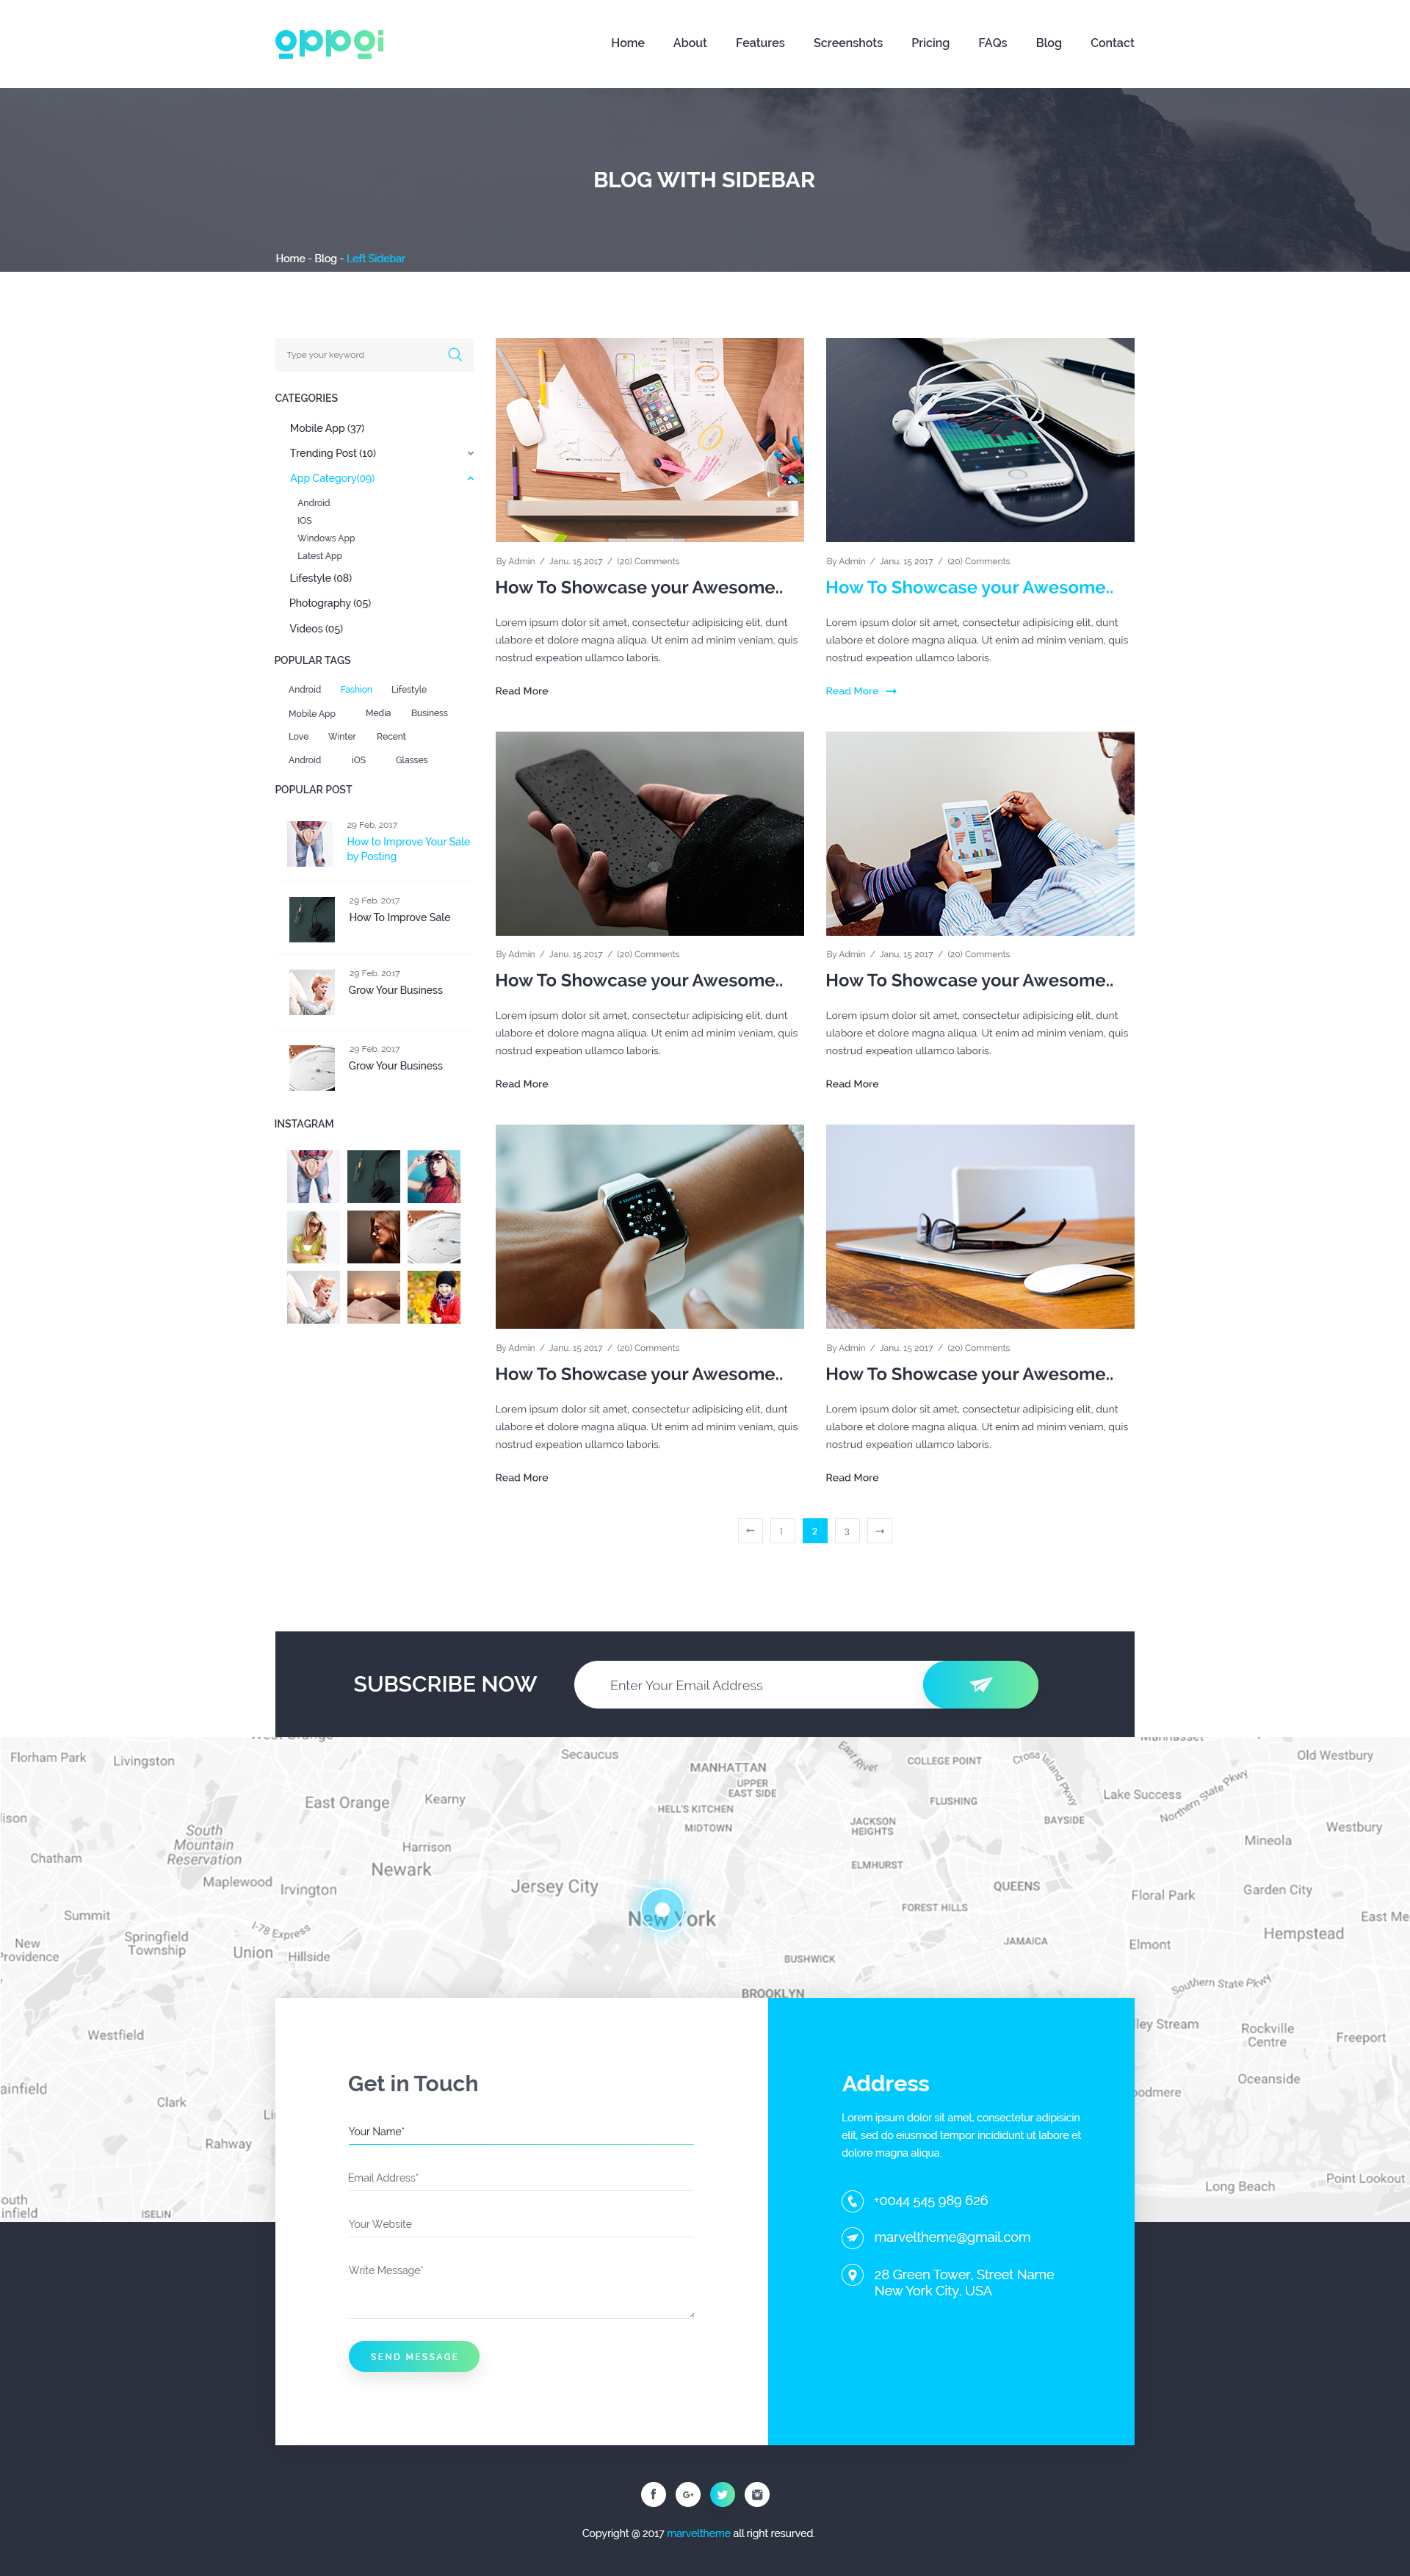 oppoi
Home About Features Screenshots Pricing FAQs Blog Contact
BLOG WITH SIDEBAR
Home - Blog - Left Sidebar
Type your keyword
CATEGORIES
Mobile App (37)
Trending Post (10)
App Category(09)
Android
IOS
Windows App
Latest App
Lifestyle (08)
Photography (05)
Videos (05)
POPULAR TAGS
Android Fashion Lifestyle
Mobile App Media Business
Love Winter Recent
Android iOS Glasses
POPULAR POST
29 Feb. 2017
How to Improve Your Sale
by Posting
29 Feb. 2017
How To Improve Sale
29 Feb. 2017
Grow Your Business
29 Feb. 2017
Grow Your Business
INSTAGRAM
By Admin / Janu. 15 2017 / (20) Comments
How To Showcase your Awesome..
Lorem ipsum dolor sit amet, consectetur adipisicing elit, dunt
ulabore et dolore magna aliqua. Ut enim ad minim veniam, quis
nostrud expeation ullamco laboris.
Read More
By Admin / Janu. 15 2017 / (20) Comments
How To Showcase your Awesome..
Lorem ipsum dolor sit amet, consectetur adipisicing elit, dunt
ulabore et dolore magna aliqua. Ut enim ad minim veniam, quis
nostrud expeation ullamco laboris.
Read More →
By Admin / Janu. 15 2017 / (20) Comments
How To Showcase your Awesome..
Lorem ipsum dolor sit amet, consectetur adipisicing elit, dunt
ulabore et dolore magna aliqua. Ut enim ad minim veniam, quis
nostrud expeation ullamco laboris.
Read More
By Admin / Janu. 15 2017 / (20) Comments
How To Showcase your Awesome..
Lorem ipsum dolor sit amet, consectetur adipisicing elit, dunt
ulabore et dolore magna aliqua. Ut enim ad minim veniam, quis
nostrud expeation ullamco laboris.
Read More
Montréal 6:42
19°
By Admin / Janu. 15 2017 / (20) Comments
How To Showcase your Awesome..
Lorem ipsum dolor sit amet, consectetur adipisicing elit, dunt
ulabore et dolore magna aliqua. Ut enim ad minim veniam, quis
nostrud expeation ullamco laboris.
Read More
By Admin / Janu. 15 2017 / (20) Comments
How To Showcase your Awesome..
Lorem ipsum dolor sit amet, consectetur adipisicing elit, dunt
ulabore et dolore magna aliqua. Ut enim ad minim veniam, quis
nostrud expeation ullamco laboris.
Read More
← 1 2 3 →
SUBSCRIBE NOW
Enter Your Email Address
Florham Park
Livingston
Secaucus
MANHATTAN
UPPER
EAST SIDE
East River
COLLEGE POINT
Cross Island Pkwy
Old Westbury
East Orange
Kearny
HELL'S KITCHEN
MIDTOWN
FLUSHING
JACKSON
HEIGHTS
BAYSIDE
Lake Success
Northern State Pkwy
Westbury
Mineola
South
Mountain
Reservation
Chatham
Harrison
Newark
Maplewood
Irvington
Jersey City
ELMHURST
QUEENS
Floral Park
Garden City
Summit
I-78 Express
New York
FOREST HILLS
East Me
Springfield
Township
New
Providence
Union
Hillside
JAMAICA
Elmont
Hempstead
BUSHWICK
BROOKLYN
Southern State Pkwy
Westfield
ley Stream
Rockville
Centre
Freeport
Oceanside
odmere
ainfield
Clark
Rahway
Long Beach
Point Lookout
outh
infield
ISELIN
Get in Touch
Your Name*
Email Address*
Your Website
Write Message*
SEND MESSAGE
Address
Lorem ipsum dolor sit amet, consectetur adipisicin
elit, sed do eiusmod tempor incididunt ut labore et
dolore magna aliqua.
+0044 545 989 626
marveltheme@gmail.com
28 Green Tower, Street Name
New York City, USA
f G+
Copyright @ 2017 marveltheme all right resurved.